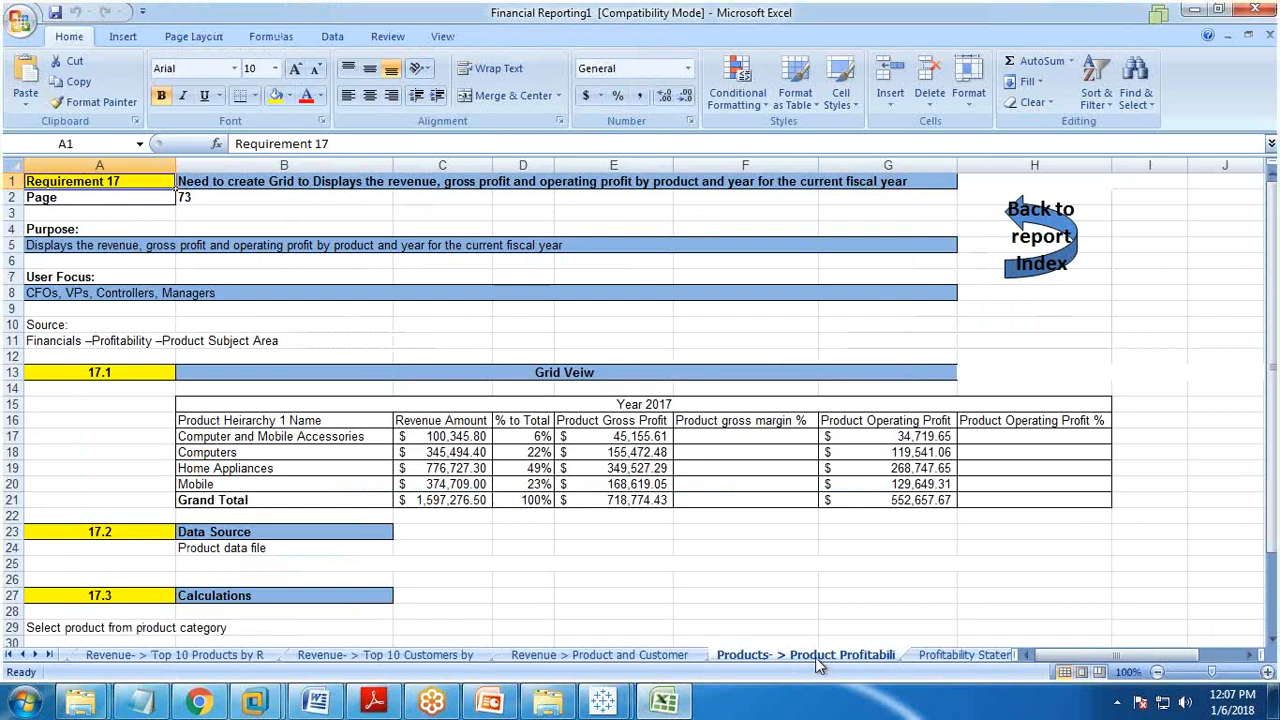 Financial Reporting1 [Compatibility Mode] - Microsoft Excel
Home Insert Page Layout Formulas Data Review View
Paste Cut Copy Format Painter
Clipboard
Arial 10 A A
B I U A
Font
Wrap Text
Merge & Center
Alignment
General
$ % , .0 .00 .00 .0
Number
Conditional Formatting Format as Table Cell Styles
Styles
Insert Delete Format
Cells
Σ AutoSum Fill Clear Sort & Filter Find & Select
Editing
A1 fx Requirement 17
A B C D E F G H I J
1 Requirement 17 Need to create Grid to Displays the revenue, gross profit and operating profit by product and year for the current fiscal year
2 Page 73
3
4 Purpose:
5 Displays the revenue, gross profit and operating profit by product and year for the current fiscal year
6
7 User Focus:
8 CFOs, VPs, Controllers, Managers
9
10 Source:
11 Financials –Profitability –Product Subject Area
12
Back to
report
Index
13 17.1 Grid Veiw
14
15 Year 2017
16 Product Heirarchy 1 Name Revenue Amount % to Total Product Gross Profit Product gross margin % Product Operating Profit Product Operating Profit %
17 Computer and Mobile Accessories $ 100,345.80 6% $ 45,155.61 $ 34,719.65
18 Computers $ 345,494.40 22% $ 155,472.48 $ 119,541.06
19 Home Appliances $ 776,727.30 49% $ 349,527.29 $ 268,747.65
20 Mobile $ 374,709.00 23% $ 168,619.05 $ 129,649.31
21 Grand Total $ 1,597,276.50 100% $ 718,774.43 $ 552,657.67
22
23 17.2 Data Source
24 Product data file
25
26
27 17.3 Calculations
28
29 Select product from product category
30
Revenue- > Top 10 Products by R Revenue- > Top 10 Customers by Revenue > Product and Customer Products- > Product Profitabili Profitability Stater
Ready 100%
12:07 PM
1/6/2018